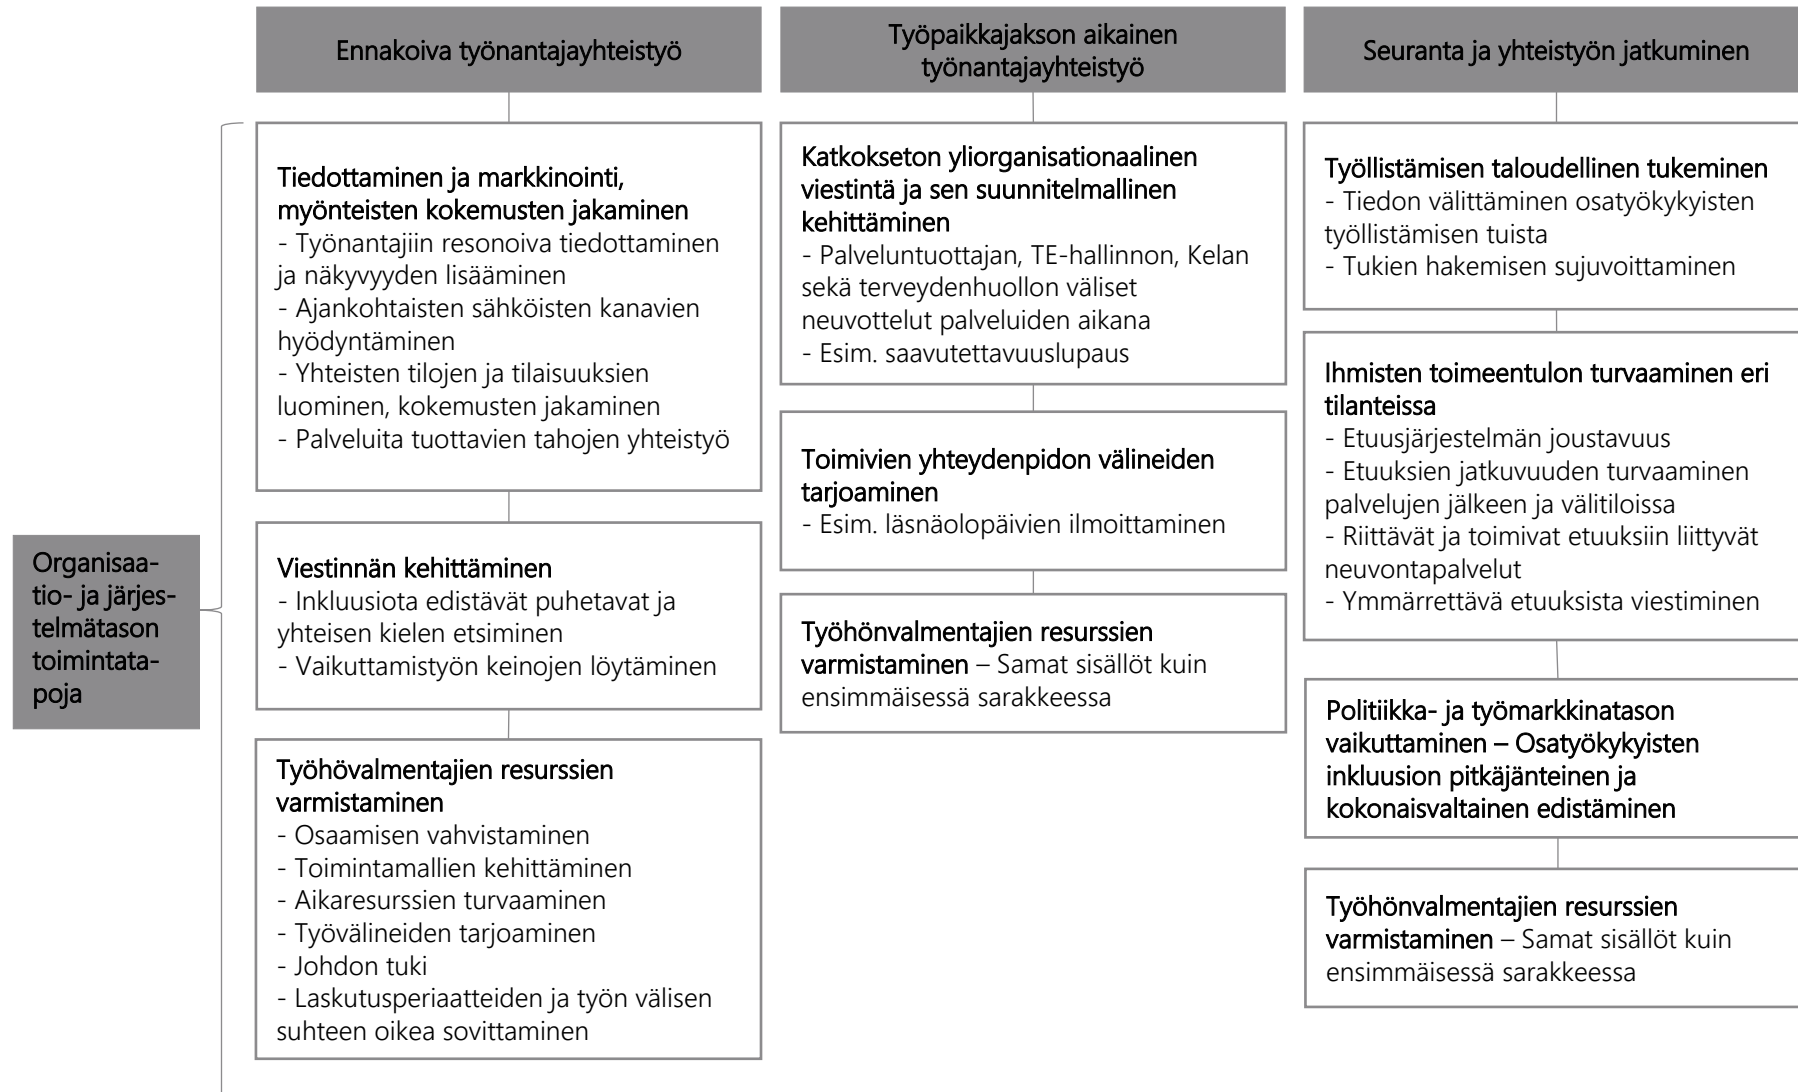 Ennakoiva työnantajayhteistyö
Työpaikkajakson aikainen
työnantajayhteistyö
Seuranta ja yhteistyön jatkuminen
Organisaa-
tio- ja järjes-
telmätason
toimintata-
poja
Tiedottaminen ja markkinointi,
myönteisten kokemusten jakaminen
- Työnantajiin resonoiva tiedottaminen
ja näkyvyyden lisääminen
- Ajankohtaisten sähköisten kanavien
hyödyntäminen
- Yhteisten tilojen ja tilaisuuksien
luominen, kokemusten jakaminen
- Palveluita tuottavien tahojen yhteistyö
Viestinnän kehittäminen
- Inkluusiota edistävät puhetavat ja
yhteisen kielen etsiminen
- Vaikuttamistyön keinojen löytäminen
Työhövalmentajien resurssien
varmistaminen
- Osaamisen vahvistaminen
- Toimintamallien kehittäminen
- Aikaresurssien turvaaminen
- Työvälineiden tarjoaminen
- Johdon tuki
- Laskutusperiaatteiden ja työn välisen
suhteen oikea sovittaminen
Katkokseton yliorganisationaalinen
viestintä ja sen suunnitelmallinen
kehittäminen
- Palveluntuottajan, TE-hallinnon, Kelan
sekä terveydenhuollon väliset
neuvottelut palveluiden aikana
- Esim. saavutettavuuslupaus
Toimivien yhteydenpidon välineiden
tarjoaminen
- Esim. läsnäolopäivien ilmoittaminen
Työhönvalmentajien resurssien
varmistaminen – Samat sisällöt kuin
ensimmäisessä sarakkeessa
Työllistämisen taloudellinen tukeminen
- Tiedon välittäminen osatyökykyisten
työllistämisen tuista
- Tukien hakemisen sujuvoittaminen
Ihmisten toimeentulon turvaaminen eri
tilanteissa
- Etuusjärjestelmän joustavuus
- Etuuksien jatkuvuuden turvaaminen
palvelujen jälkeen ja välitiloissa
- Riittävät ja toimivat etuuksiin liittyvät
neuvontapalvelut
- Ymmärrettävä etuuksista viestiminen
Politiikka- ja työmarkkinatason
vaikuttaminen – Osatyökykyisten
inkluusion pitkäjänteinen ja
kokonaisvaltainen edistäminen
Työhönvalmentajien resurssien
varmistaminen – Samat sisällöt kuin
ensimmäisessä sarakkeessa